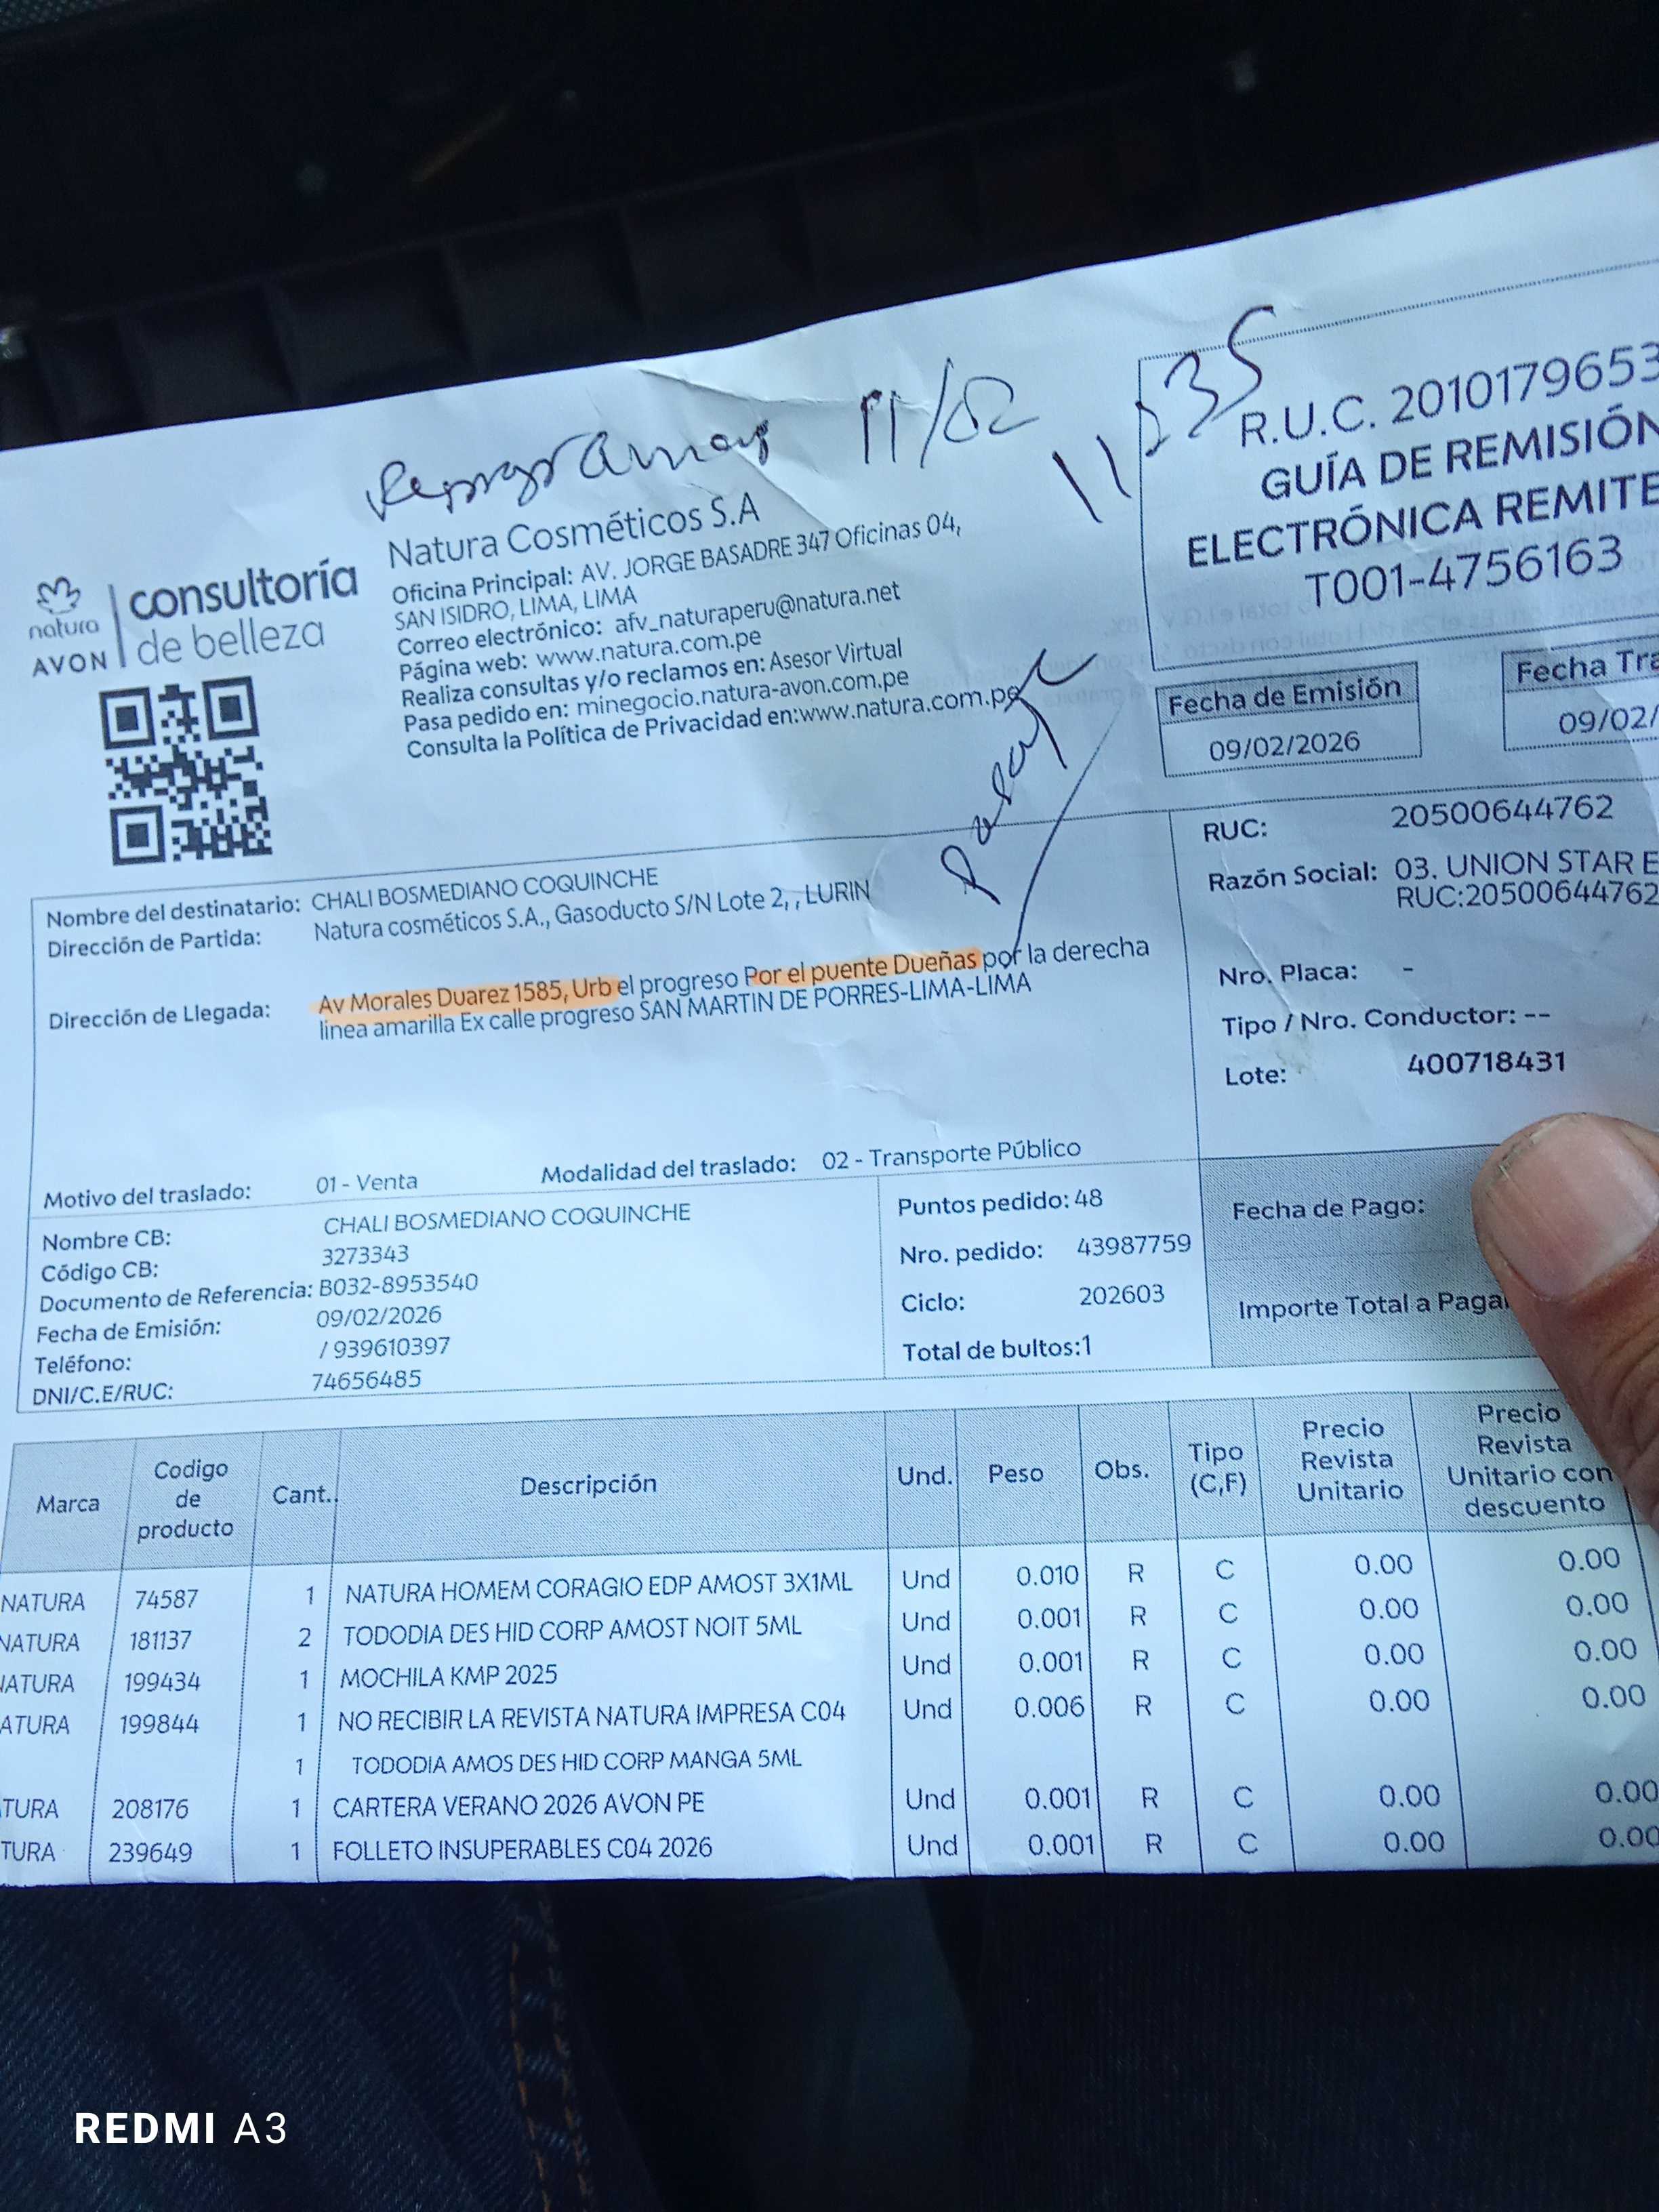 Reprogramar 11/02 11:35
natura
AVON
consultoría
de belleza
Natura Cosméticos S.A
Oficina Principal: AV. JORGE BASADRE 347 Oficinas 04,
SAN ISIDRO, LIMA, LIMA
Correo electrónico: afv_naturaperu@natura.net
Página web: www.natura.com.pe
Realiza consultas y/o reclamos en: Asesor Virtual
Pasa pedido en: minegocio.natura-avon.com.pe
Consulta la Política de Privacidad en:www.natura.com.pe
R.U.C. 2010179653
GUÍA DE REMISIÓN
ELECTRÓNICA REMITE
T001-4756163
Fecha de Emisión
09/02/2026
Fecha Tra
09/02/
Nombre del destinatario: CHALI BOSMEDIANO COQUINCHE
Dirección de Partida: Natura cosméticos S.A., Gasoducto S/N Lote 2, , LURIN
Dirección de Llegada: Av Morales Duarez 1585, Urb el progreso Por el puente Dueñas por la derecha
linea amarilla Ex calle progreso SAN MARTIN DE PORRES-LIMA-LIMA
Motivo del traslado: 01 - Venta Modalidad del traslado: 02 - Transporte Público
RUC: 20500644762
Razón Social: 03. UNION STAR E
RUC:20500644762
Nro. Placa: -
Tipo / Nro. Conductor: --
Lote: 400718431
Nombre CB: CHALI BOSMEDIANO COQUINCHE
Código CB: 3273343
Documento de Referencia: B032-8953540
Fecha de Emisión: 09/02/2026
Teléfono: / 939610397
DNI/C.E/RUC: 74656485
Puntos pedido: 48
Nro. pedido: 43987759
Ciclo: 202603
Total de bultos:1
Fecha de Pago:
Importe Total a Pagar
Marca Codigo de producto Cant.. Descripción Und. Peso Obs. Tipo (C,F) Precio Revista Unitario Precio Revista Unitario con descuento
NATURA 74587 1 NATURA HOMEM CORAGIO EDP AMOST 3X1ML Und 0.010 R C 0.00 0.00
NATURA 181137 2 TODODIA DES HID CORP AMOST NOIT 5ML Und 0.001 R C 0.00 0.00
NATURA 199434 1 MOCHILA KMP 2025 Und 0.001 R C 0.00 0.00
ATURA 199844 1 NO RECIBIR LA REVISTA NATURA IMPRESA C04 Und 0.006 R C 0.00 0.00
1 TODODIA AMOS DES HID CORP MANGA 5ML
TURA 208176 1 CARTERA VERANO 2026 AVON PE Und 0.001 R C 0.00 0.00
TURA 239649 1 FOLLETO INSUPERABLES C04 2026 Und 0.001 R C 0.00 0.00
REDMI A3